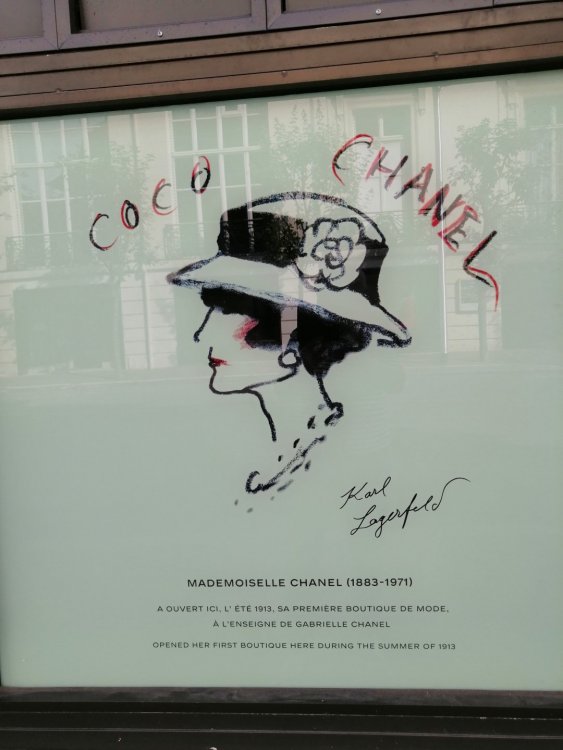 COCO CHANEL
Karl
Lagerfeld
MADEMOISELLE CHANEL (1883-1971)
A OUVERT ICI, L' ÉTÉ 1913, SA PREMIÈRE BOUTIQUE DE MODE,
À L'ENSEIGNE DE GABRIELLE CHANEL
OPENED HER FIRST BOUTIQUE HERE DURING THE SUMMER OF 1913